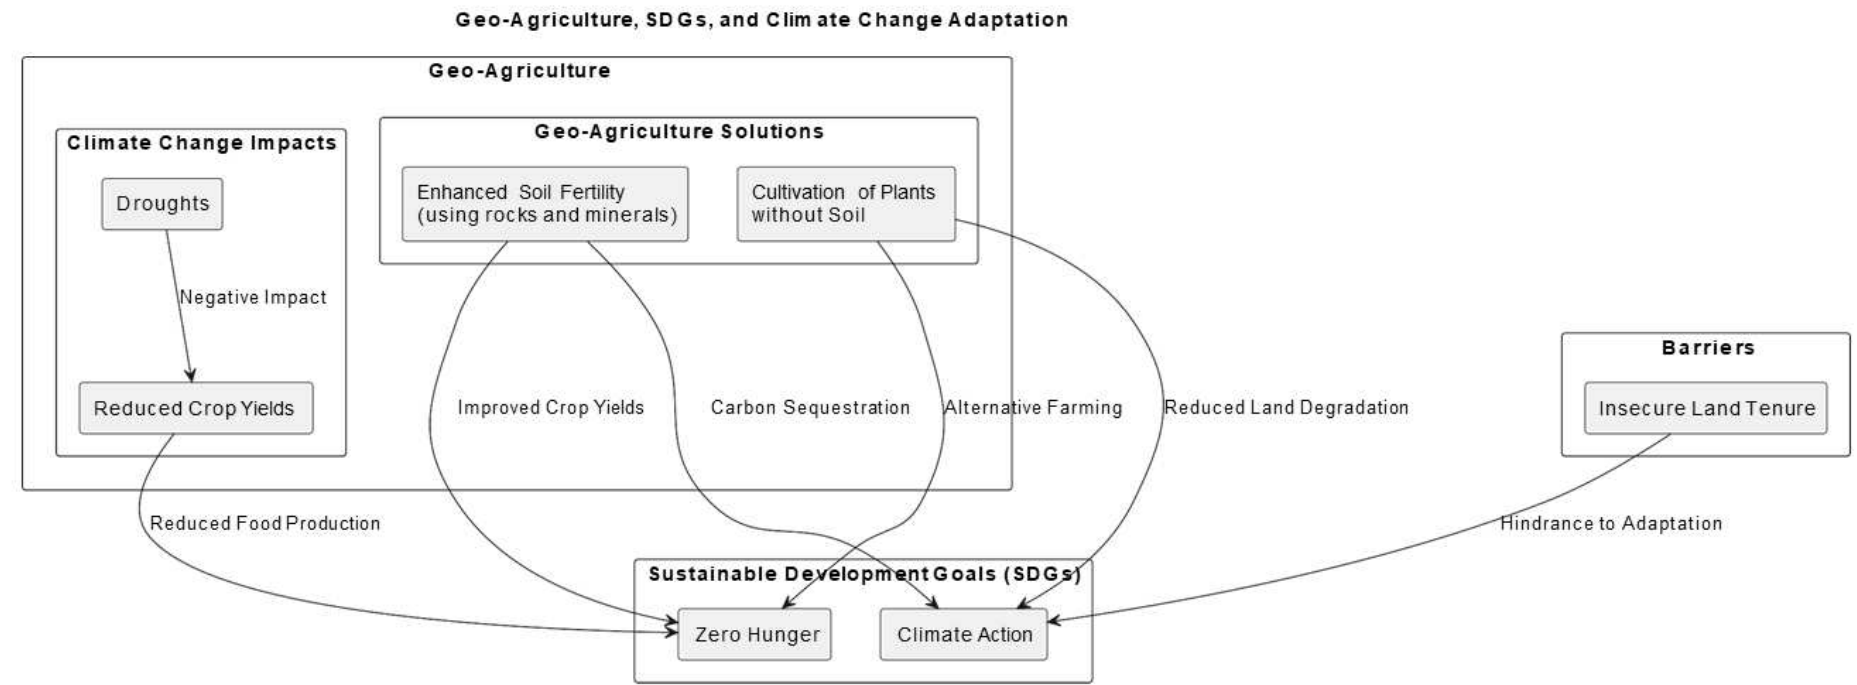 Geo-Agriculture, SDGs, and Climate Change Adaptation
Geo-Agriculture
Climate Change Impacts
Droughts
Negative Impact
Reduced Crop Yields
Geo-Agriculture Solutions
Enhanced Soil Fertility
(using rocks and minerals)
Cultivation of Plants
without Soil
Improved Crop Yields
Carbon Sequestration
Alternative Farming
Reduced Land Degradation
Barriers
Insecure Land Tenure
Reduced Food Production
Hindrance to Adaptation
Sustainable Development Goals (SDGs)
Zero Hunger
Climate Action